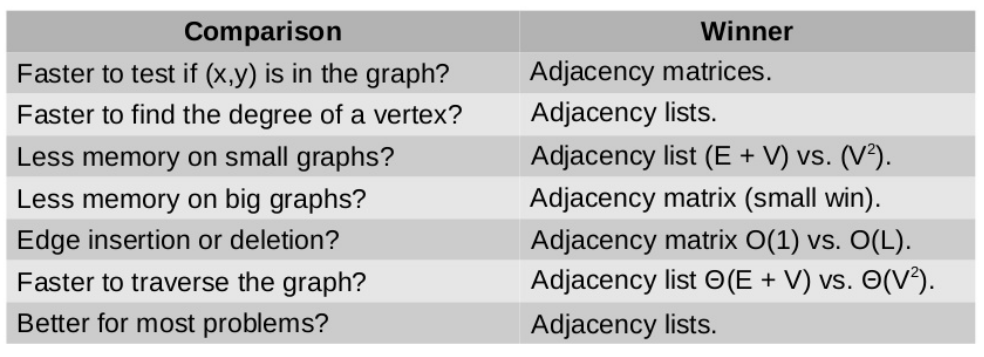 Comparison Winner
Faster to test if (x,y) is in the graph? Adjacency matrices.
Faster to find the degree of a vertex? Adjacency lists.
Less memory on small graphs? Adjacency list (E + V) vs. (V²).
Less memory on big graphs? Adjacency matrix (small win).
Edge insertion or deletion? Adjacency matrix O(1) vs. O(L).
Faster to traverse the graph? Adjacency list Θ(E + V) vs. Θ(V²).
Better for most problems? Adjacency lists.